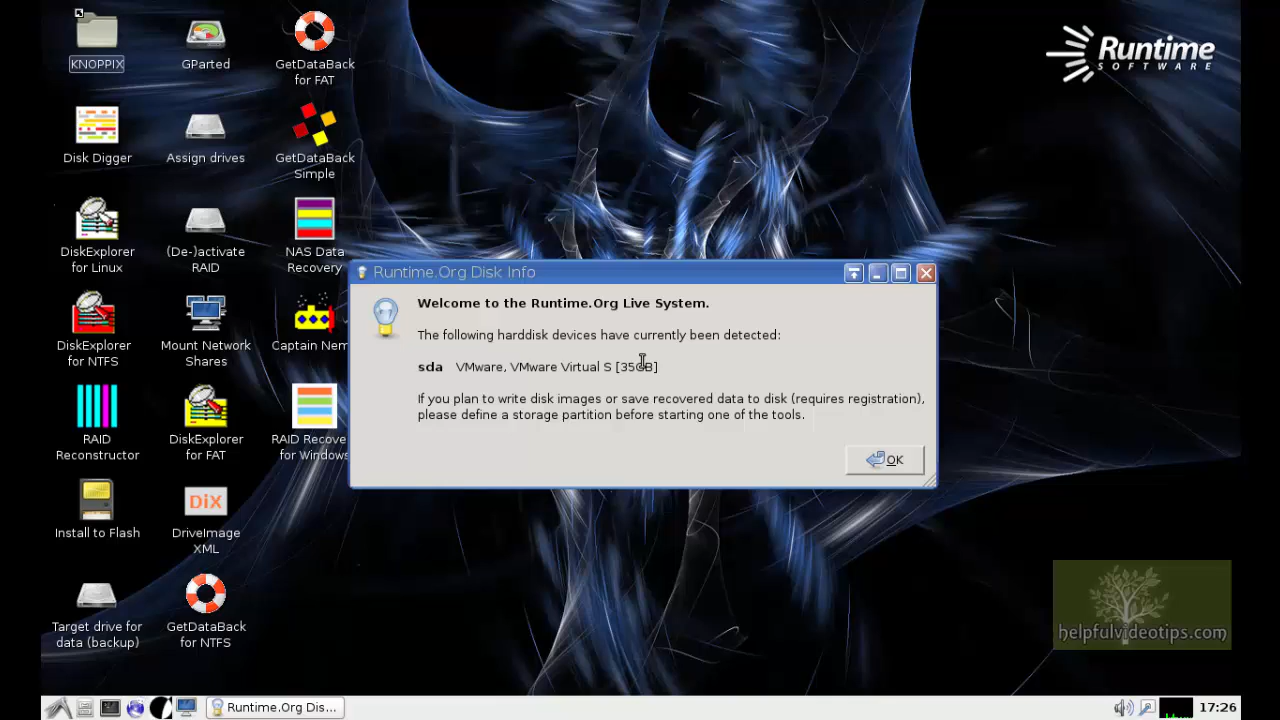 KNOPPIX
GParted
GetDataBack
for FAT
Disk Digger
Assign drives
GetDataBack
Simple
DiskExplorer
for Linux
(De-)activate
RAID
NAS Data
Recovery
DiskExplorer
for NTFS
Mount Network
Shares
Captain Nem
RAID
Reconstructor
DiskExplorer
for FAT
RAID Recove
for Windows
Install to Flash
DiX
DriveImage
XML
Target drive for
data (backup)
GetDataBack
for NTFS
Runtime
SOFTWARE
Runtime.Org Disk Info
Welcome to the Runtime.Org Live System.
The following harddisk devices have currently been detected:
sda VMware, VMware Virtual S [35GB]
If you plan to write disk images or save recovered data to disk (requires registration),
please define a storage partition before starting one of the tools.
OK
helpfulvideotips.com
Runtime.Org Dis...
17:26